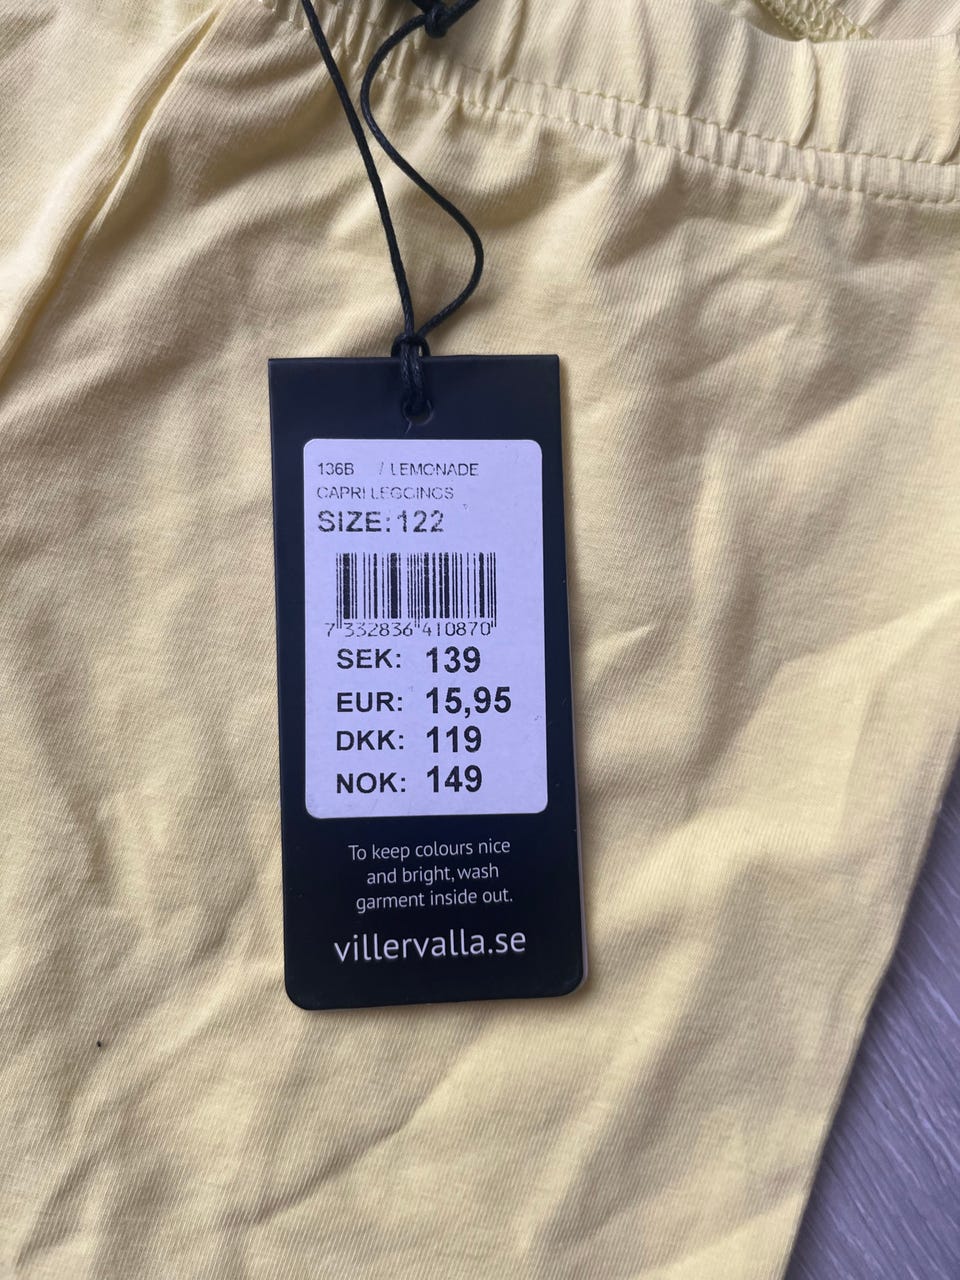 136B / LEMONADE
CAPRI LEGGINGS
SIZE: 122
7 332836 410870
SEK: 139
EUR: 15,95
DKK: 119
NOK: 149
To keep colours nice
and bright, wash
garment inside out.
villervalla.se